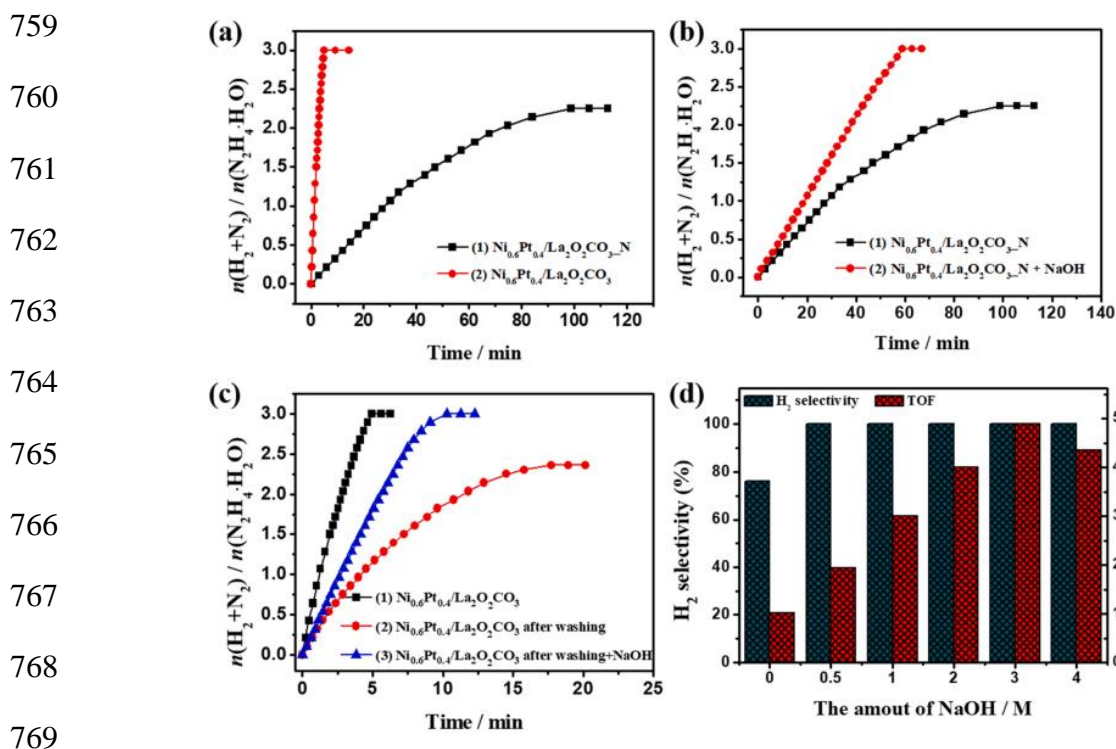 759
760
761
762
763
764
765
766
767
768
769
(a)
n(H2+N2) / n(N2H4·H2O)
3.0
2.5
2.0
1.5
1.0
0.5
0.0
(1) Ni0.6Pt0.4/La2O2CO3_N
(2) Ni0.6Pt0.4/La2O2CO3
0 20 40 60 80 100 120
Time / min
(b)
n(H2+N2) / n(N2H4·H2O)
3.0
2.5
2.0
1.5
1.0
0.5
0.0
(1) Ni0.6Pt0.4/La2O2CO3_N
(2) Ni0.6Pt0.4/La2O2CO3_N + NaOH
0 20 40 60 80 100 120 140
Time / min
(c)
n(H2+N2) / n(N2H4·H2O)
3.0
2.5
2.0
1.5
1.0
0.5
0.0
(1) Ni0.6Pt0.4/La2O2CO3
(2) Ni0.6Pt0.4/La2O2CO3 after washing
(3) Ni0.6Pt0.4/La2O2CO3 after washing+NaOH
0 5 10 15 20 25
Time / min
(d)
H2 selectivity TOF
H2 selectivity (%)
100
80
60
40
20
0
0 0.5 1 2 3 4
The amout of NaOH / M